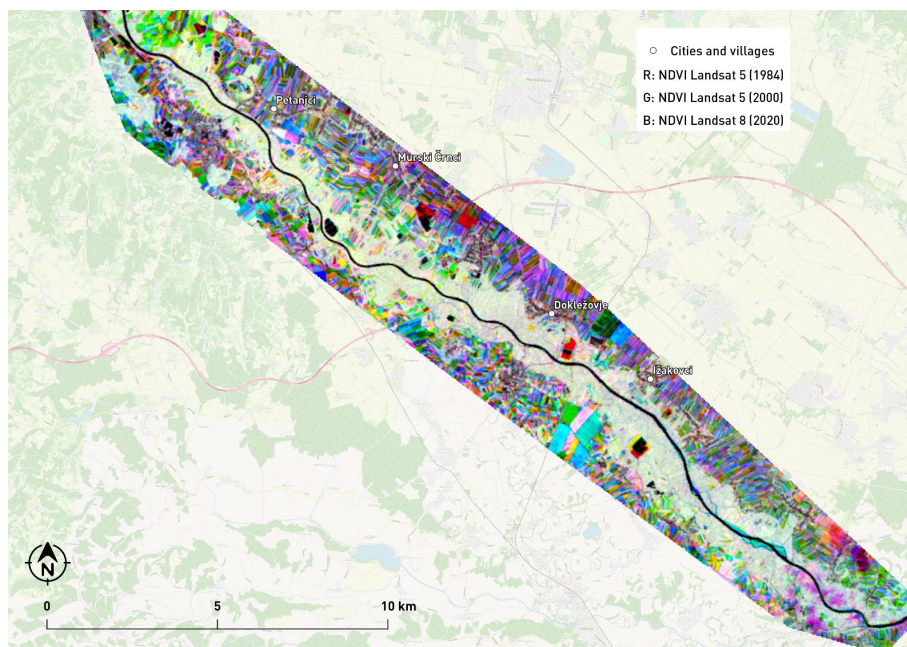 Cities and villages
R: NDVI Landsat 5 (1984)
G: NDVI Landsat 5 (2000)
B: NDVI Landsat 8 (2020)
Petanjci
Murski Črnci
Dokležovje
Ižakovci
N
0 5 10 km